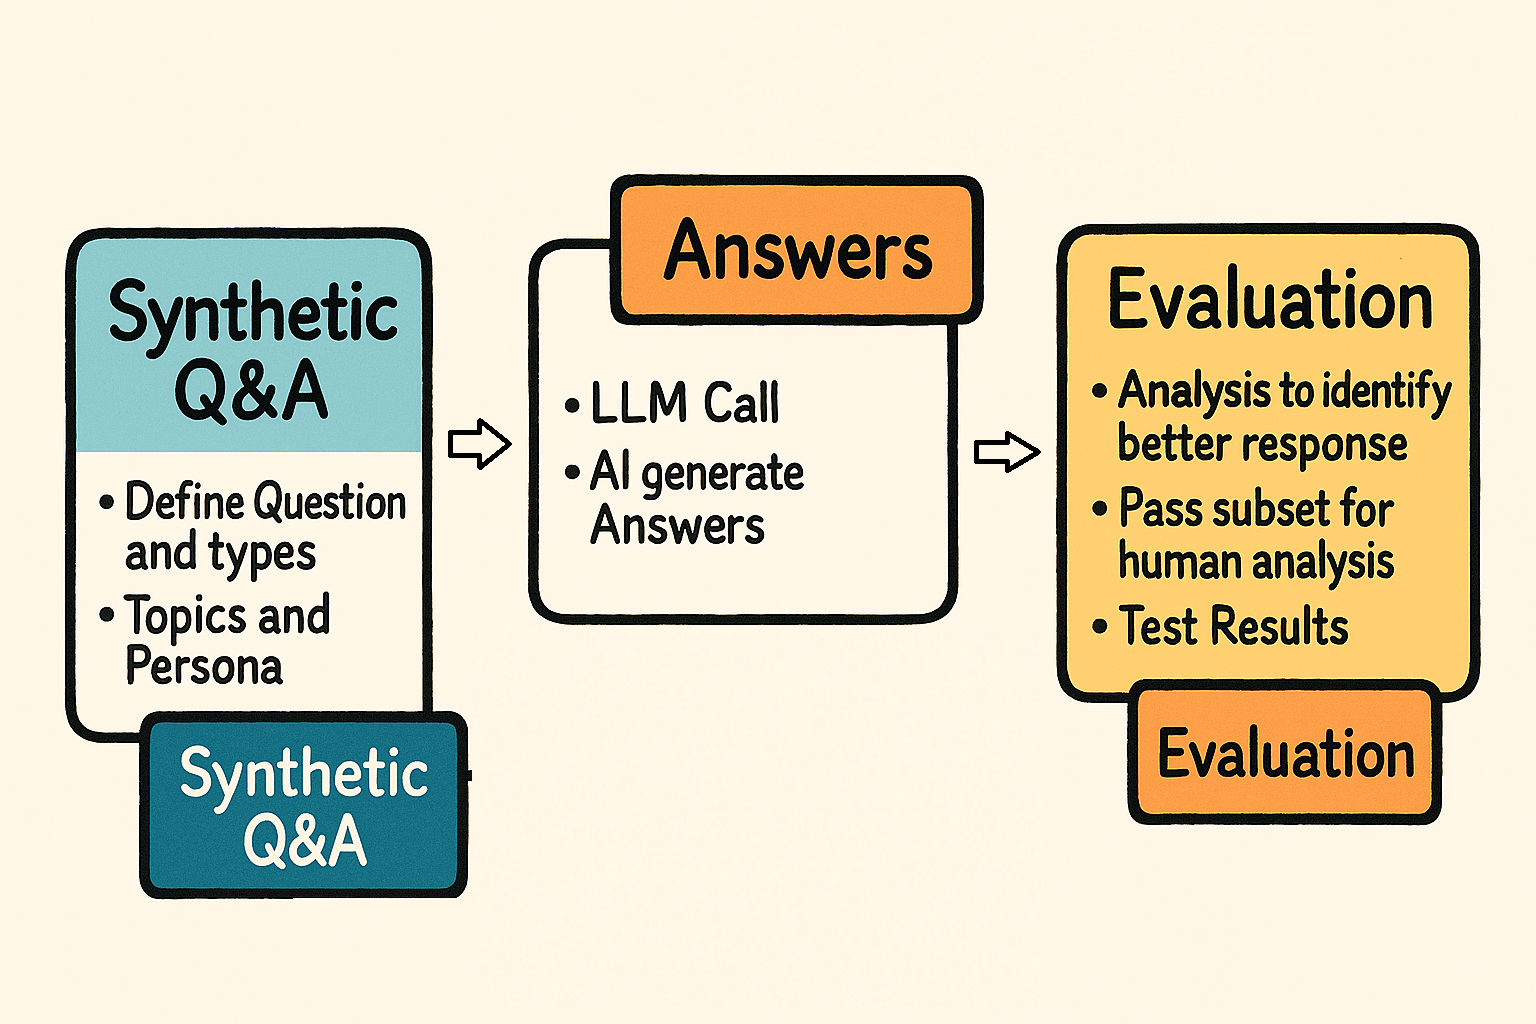 Synthetic
Q&A
• Define Question
and types
• Topics and
Persona
Synthetic
Q&A
Answers
• LLM Call
• AI generate
Answers
Evaluation
• Analysis to identify
better response
• Pass subset for
human analysis
• Test Results
Evaluation